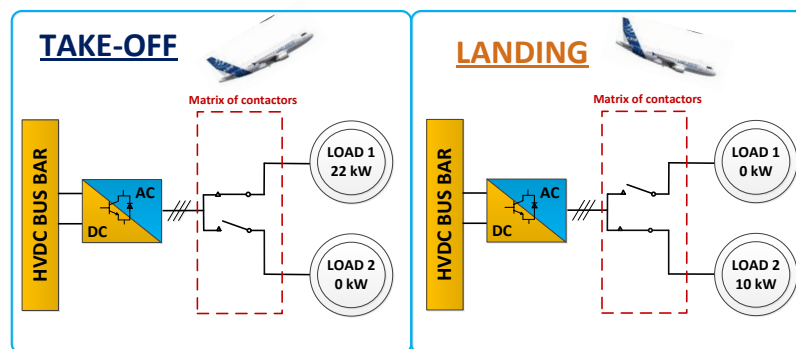 TAKE-OFF
Matrix of contactors
HVDC BUS BAR
AC
DC
LOAD 1
22 kW
LOAD 2
0 kW
LANDING
Matrix of contactors
HVDC BUS BAR
AC
DC
LOAD 1
0 kW
LOAD 2
10 kW